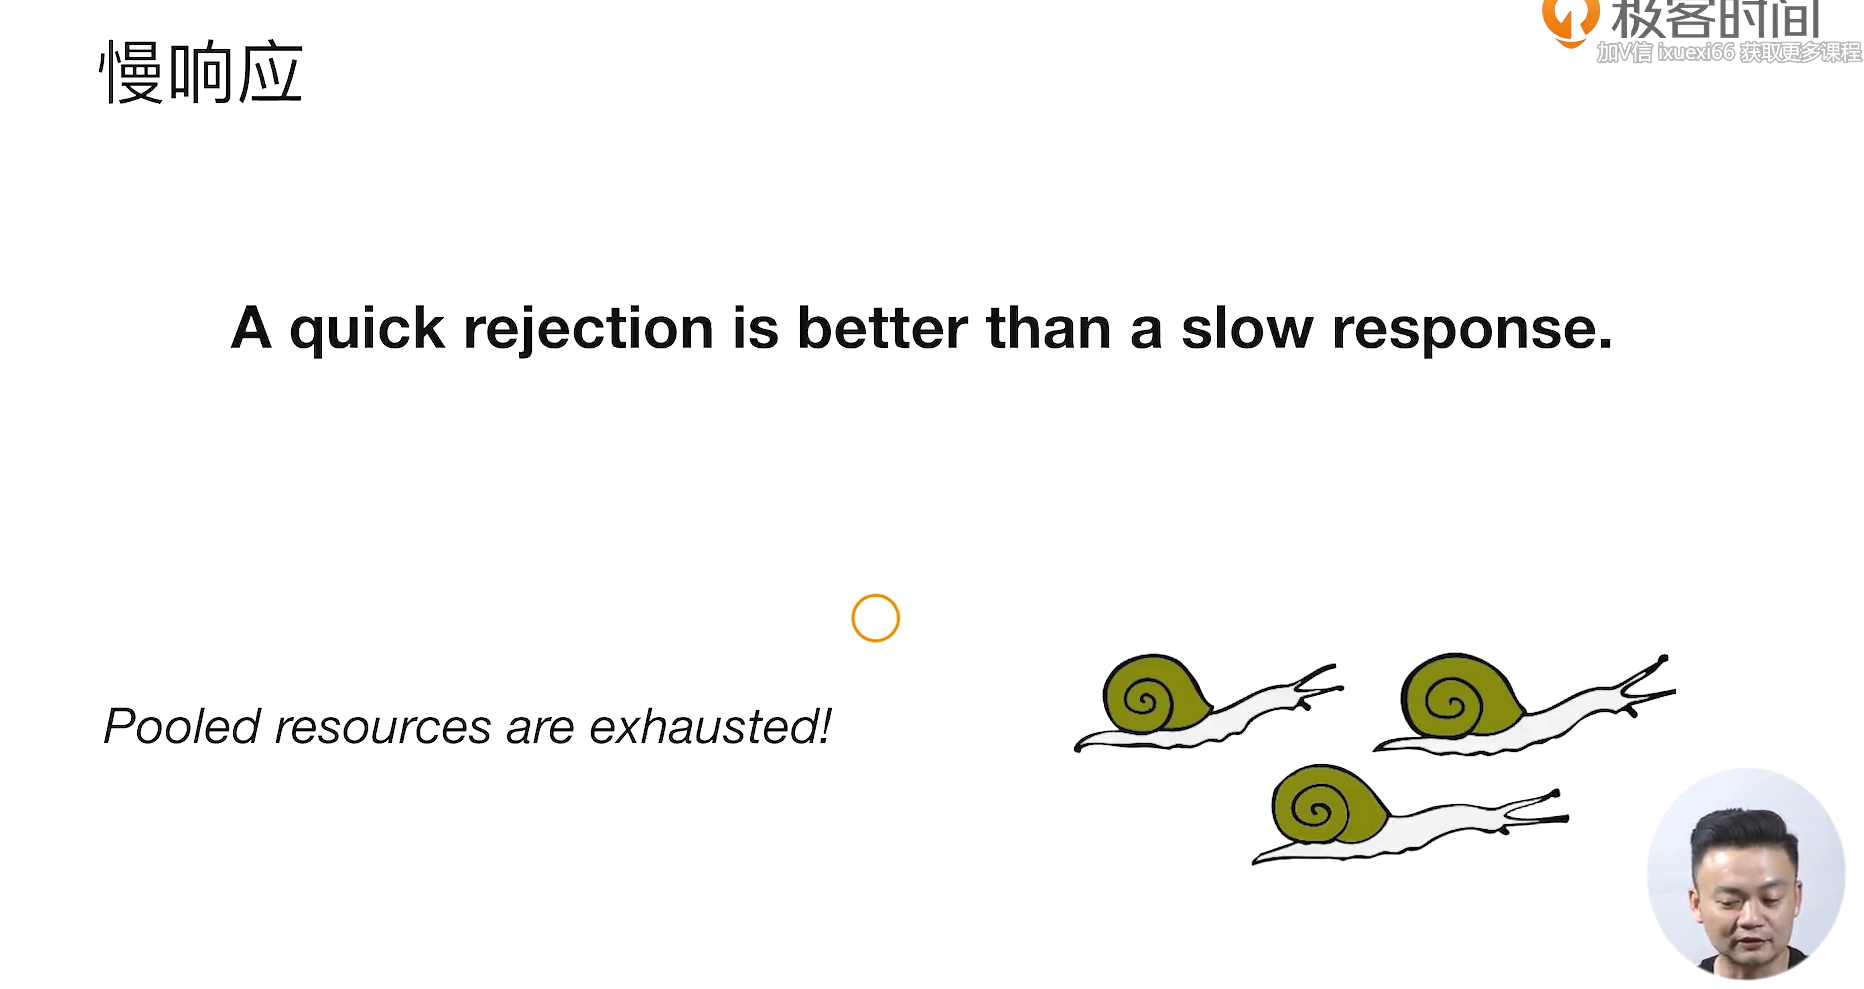 极客时间
加V信 ixuexi66 获取更多课程
慢响应
A quick rejection is better than a slow response.
Pooled resources are exhausted!